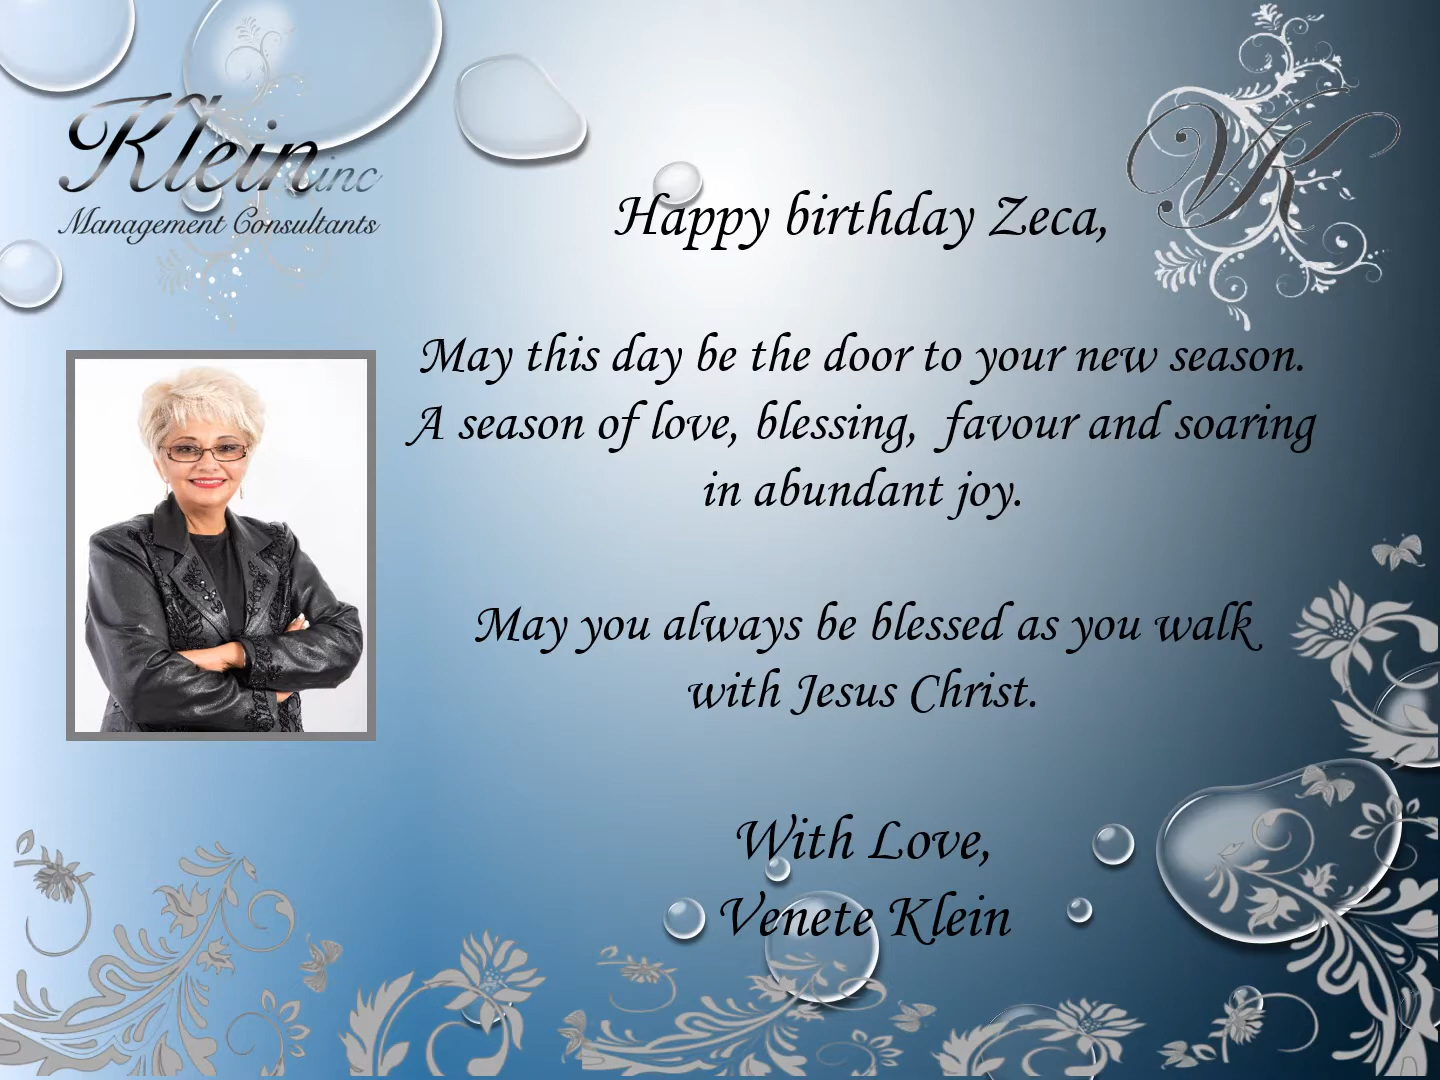 Klein inc
Management Consultants
VK
Happy birthday Zeca,
May this day be the door to your new season.
A season of love, blessing, favour and soaring
in abundant joy.
May you always be blessed as you walk
with Jesus Christ.
With Love,
Venete Klein